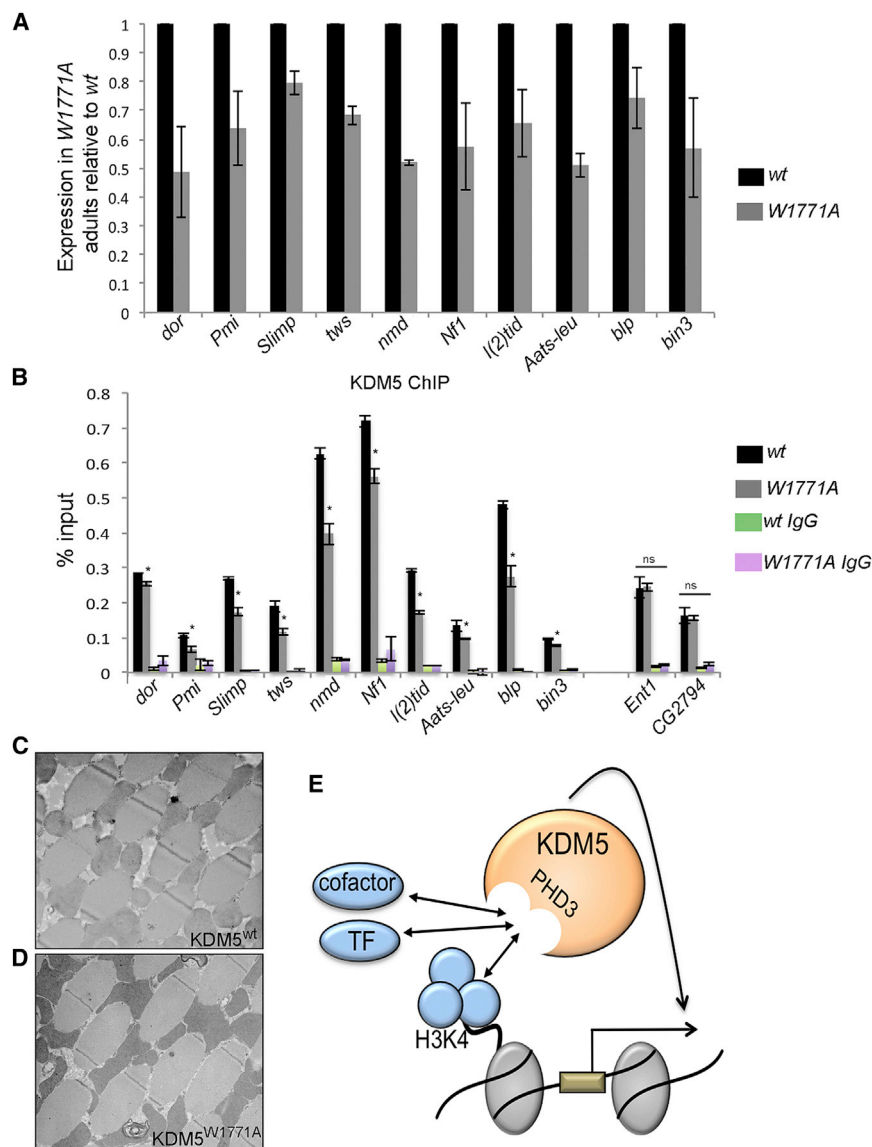 A
Expression in W1771A
adults relative to wt
1
0.9
0.8
0.7
0.6
0.5
0.4
0.3
0.2
0.1
0
dor
Pmi
Slimp
tws
nmd
Nf1
l(2)tid
Aats-leu
blp
bin3
wt
W1771A
B
KDM5 ChIP
% input
0.8
0.7
0.6
0.5
0.4
0.3
0.2
0.1
0
*
*
*
*
*
*
*
*
*
*
ns
ns
dor
Pmi
Slimp
tws
nmd
Nf1
l(2)tid
Aats-leu
blp
bin3
Ent1
CG2794
wt
W1771A
wt IgG
W1771A IgG
C
KDM5wt
D
KDM5W1771A
E
KDM5
PHD3
cofactor
TF
H3K4